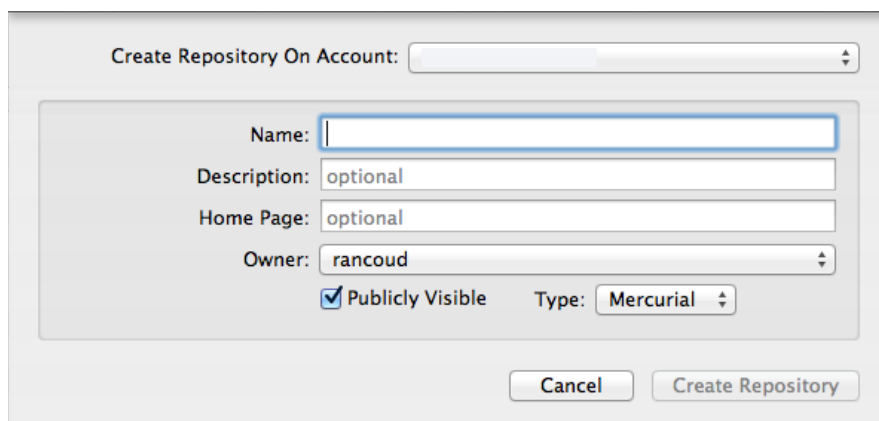 Create Repository On Account:
Name:
Description: optional
Home Page: optional
Owner: rancoud
Publicly Visible Type: Mercurial
Cancel Create Repository